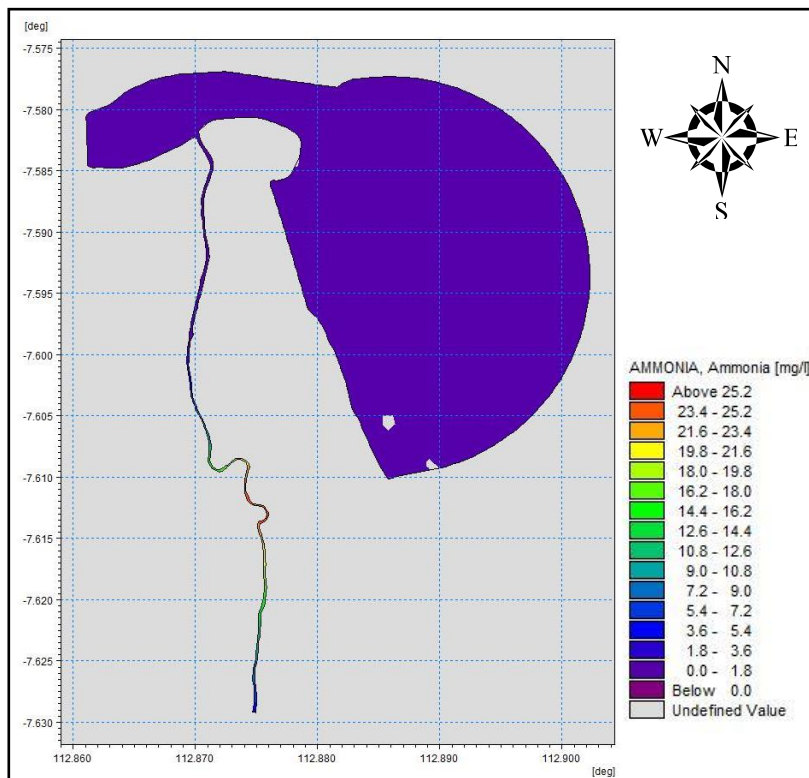 [deg]
-7.575
-7.580
-7.585
-7.590
-7.595
-7.600
-7.605
-7.610
-7.615
-7.620
-7.625
-7.630
112.860 112.870 112.880 112.890 112.900
[deg]
N
W E
S
AMMONIA, Ammonia [mg/l]
Above 25.2
23.4 - 25.2
21.6 - 23.4
19.8 - 21.6
18.0 - 19.8
16.2 - 18.0
14.4 - 16.2
12.6 - 14.4
10.8 - 12.6
9.0 - 10.8
7.2 - 9.0
5.4 - 7.2
3.6 - 5.4
1.8 - 3.6
0.0 - 1.8
Below 0.0
Undefined Value